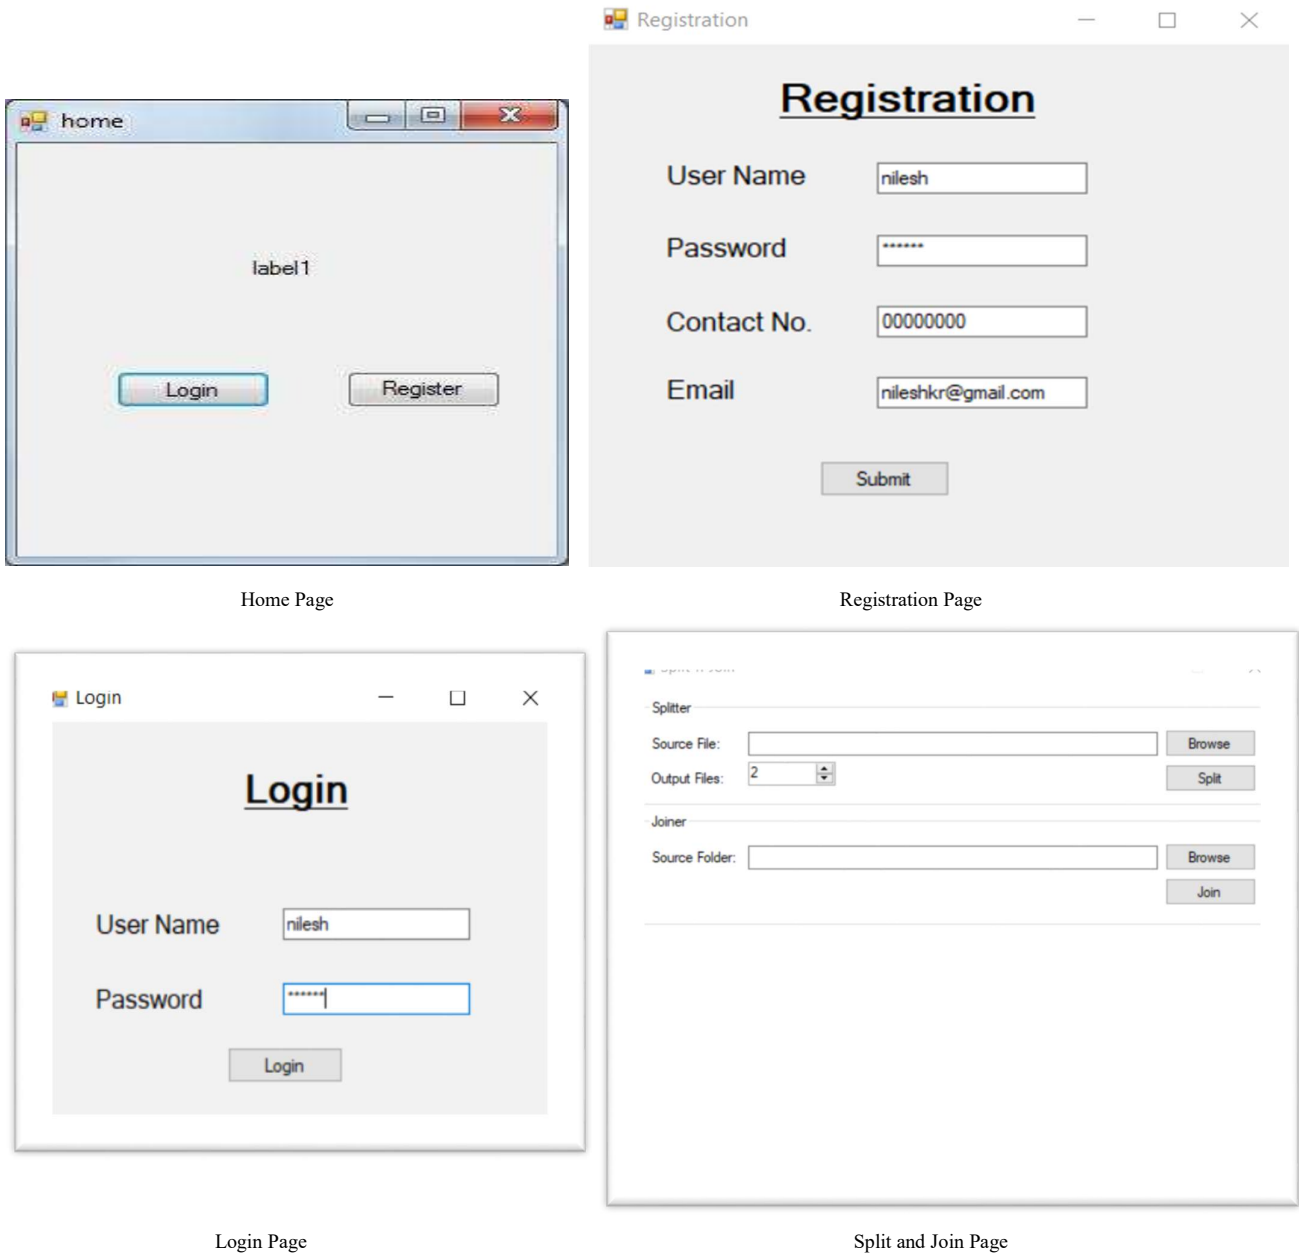 home
label1
Login Register
Home Page
Registration
Registration
User Name nilesh
Password ******
Contact No. 00000000
Email nileshkr@gmail.com
Submit
Registration Page
Login
Login
User Name nilesh
Password ******
Login
Login Page
Splitter
Source File: Browse
Output Files: 2 Split
Joiner
Source Folder: Browse
Join
Split and Join Page